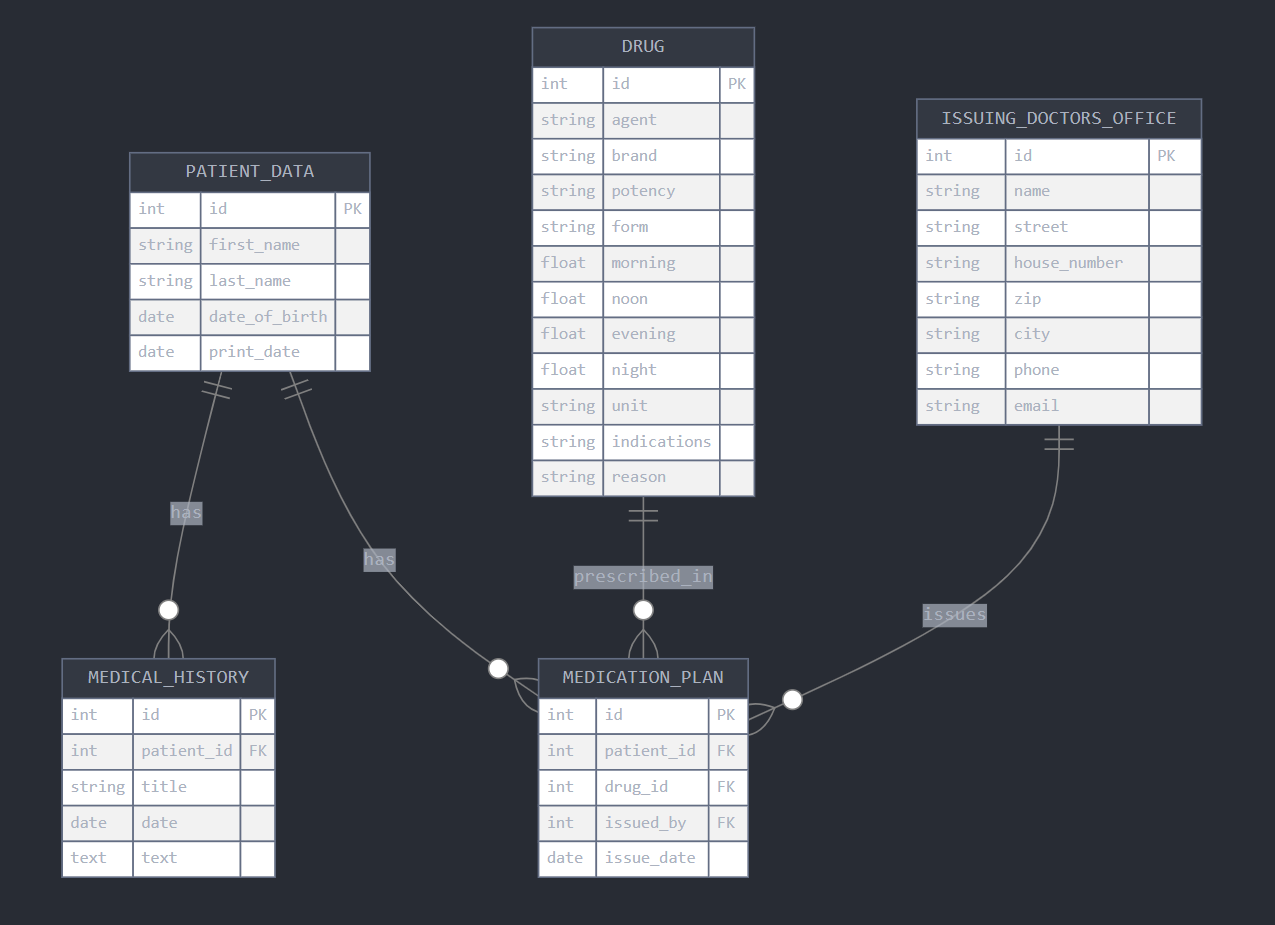 PATIENT_DATA
int id PK
string first_name
string last_name
date date_of_birth
date print_date
DRUG
int id PK
string agent
string brand
string potency
string form
float morning
float noon
float evening
float night
string unit
string indications
string reason
ISSUING_DOCTORS_OFFICE
int id PK
string name
string street
string house_number
string zip
string city
string phone
string email
has
has
prescribed_in
issues
MEDICAL_HISTORY
int id PK
int patient_id FK
string title
date date
text text
MEDICATION_PLAN
int id PK
int patient_id FK
int drug_id FK
int issued_by FK
date issue_date